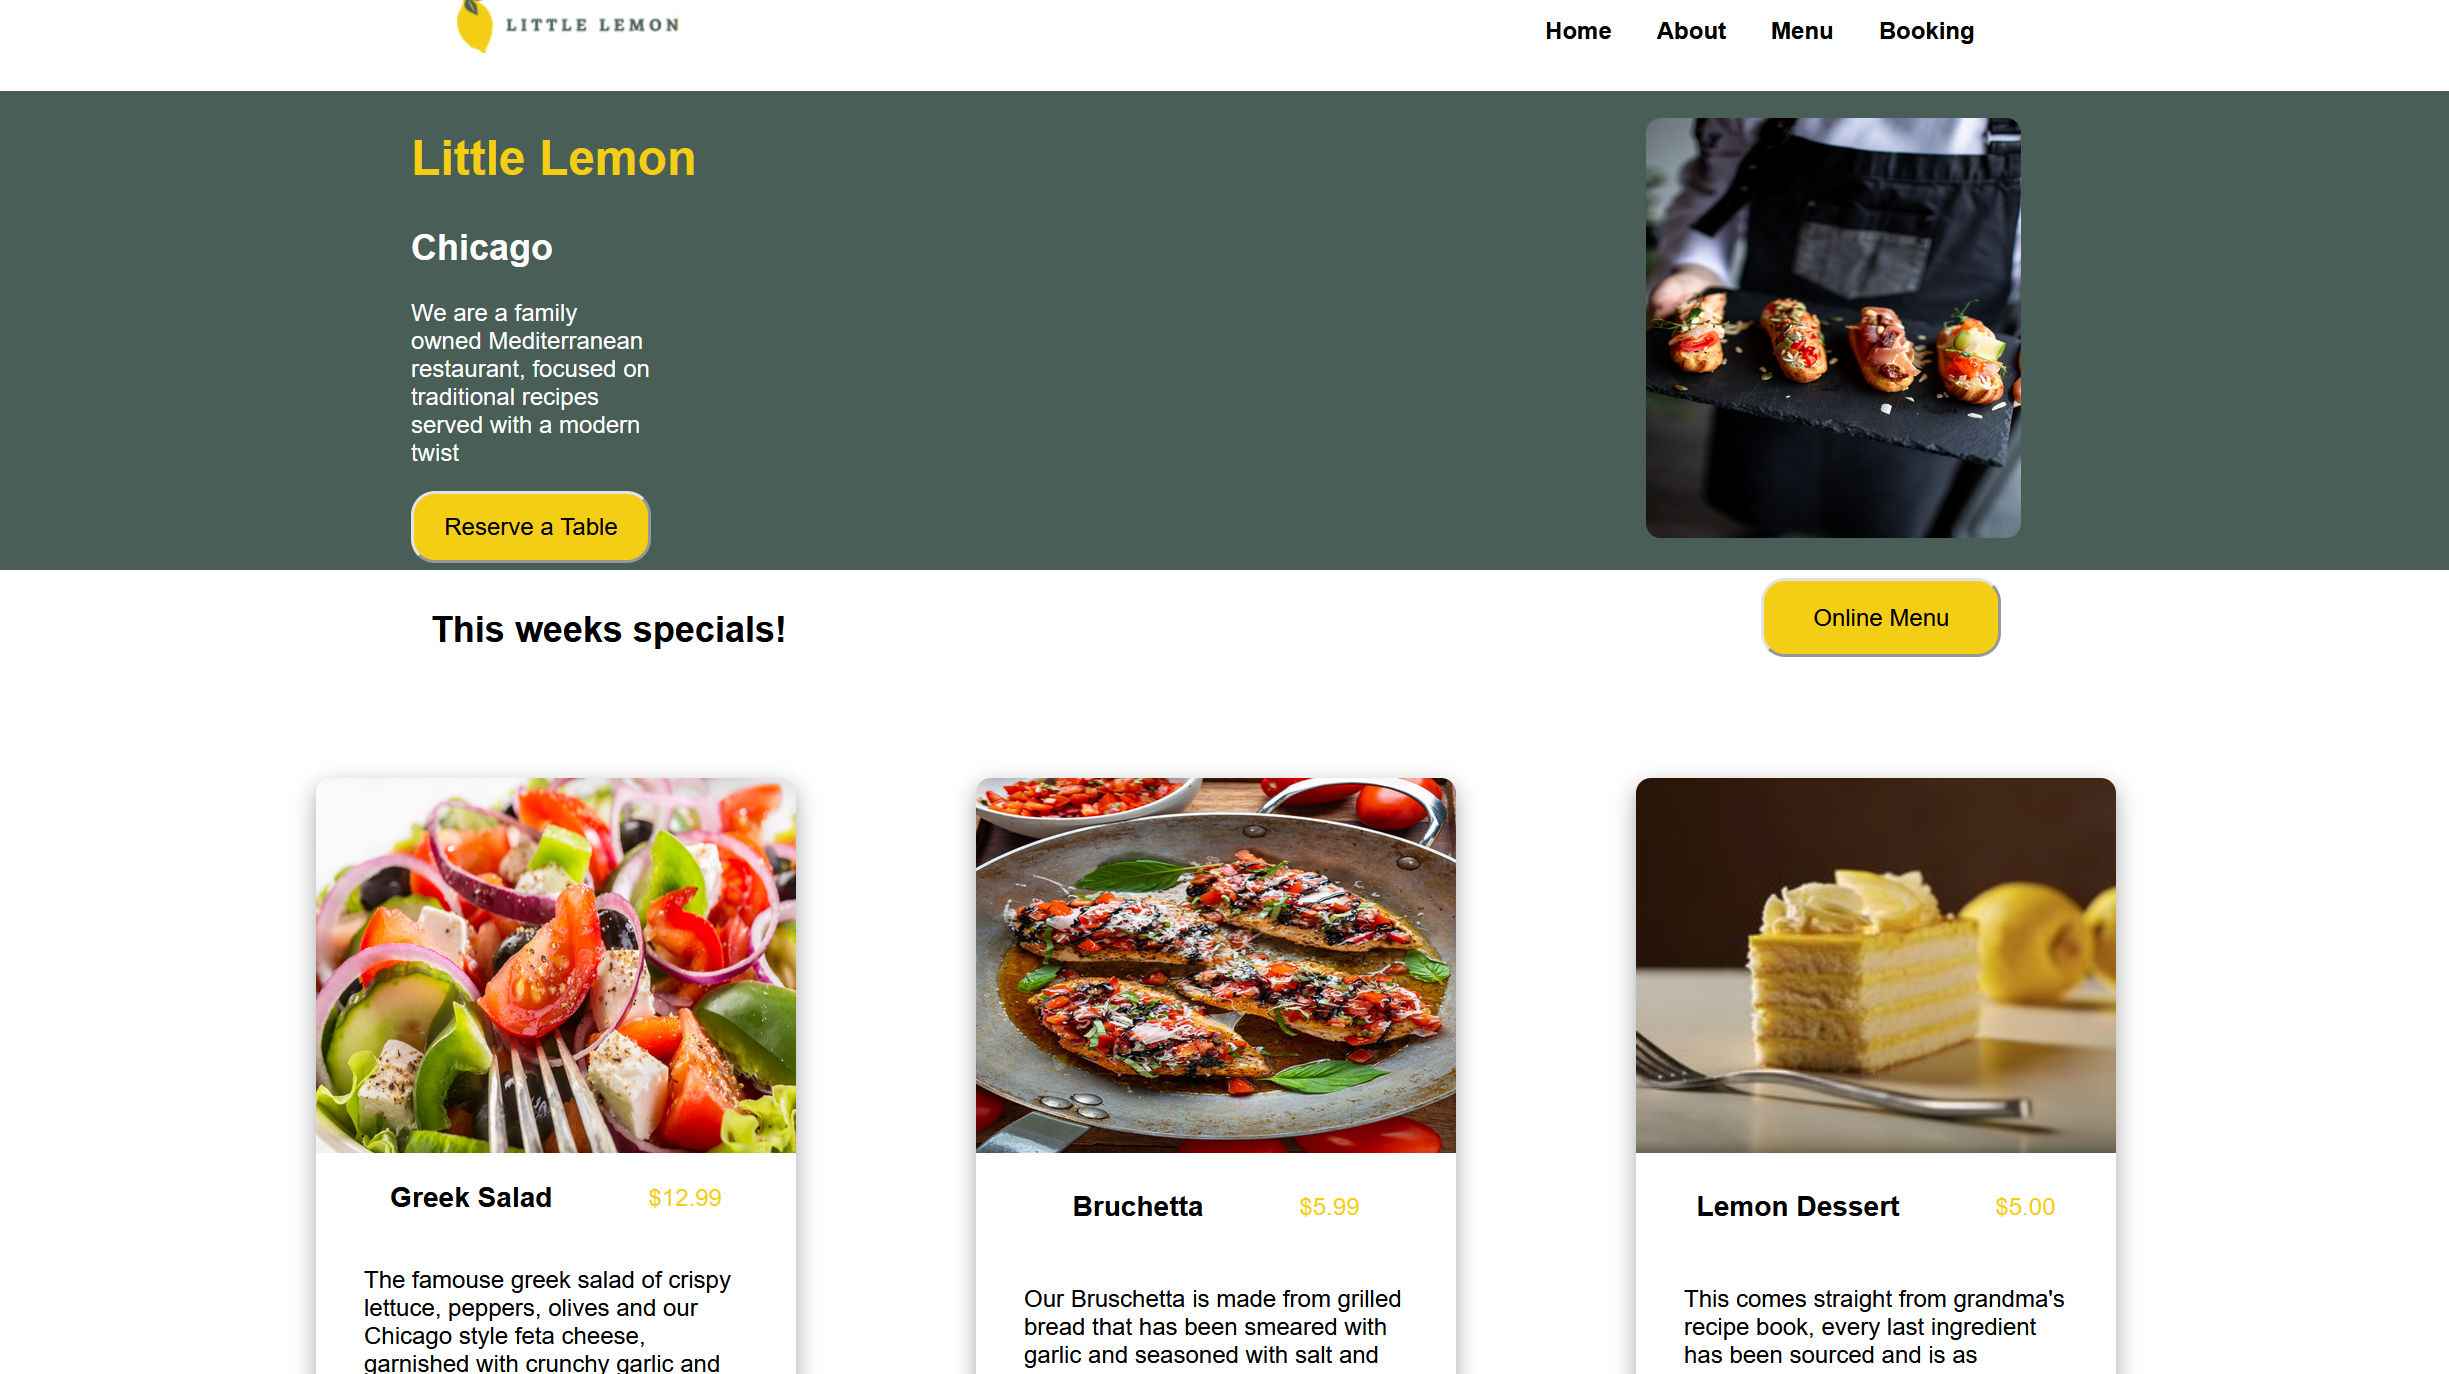 LITTLE LEMON
Home About Menu Booking
Little Lemon
Chicago
We are a family
owned Mediterranean
restaurant, focused on
traditional recipes
served with a modern
twist
Reserve a Table
This weeks specials!
Online Menu
Greek Salad $12.99
The famouse greek salad of crispy
lettuce, peppers, olives and our
Chicago style feta cheese,
garnished with crunchy garlic and
Bruchetta $5.99
Our Bruschetta is made from grilled
bread that has been smeared with
garlic and seasoned with salt and
Lemon Dessert $5.00
This comes straight from grandma's
recipe book, every last ingredient
has been sourced and is as